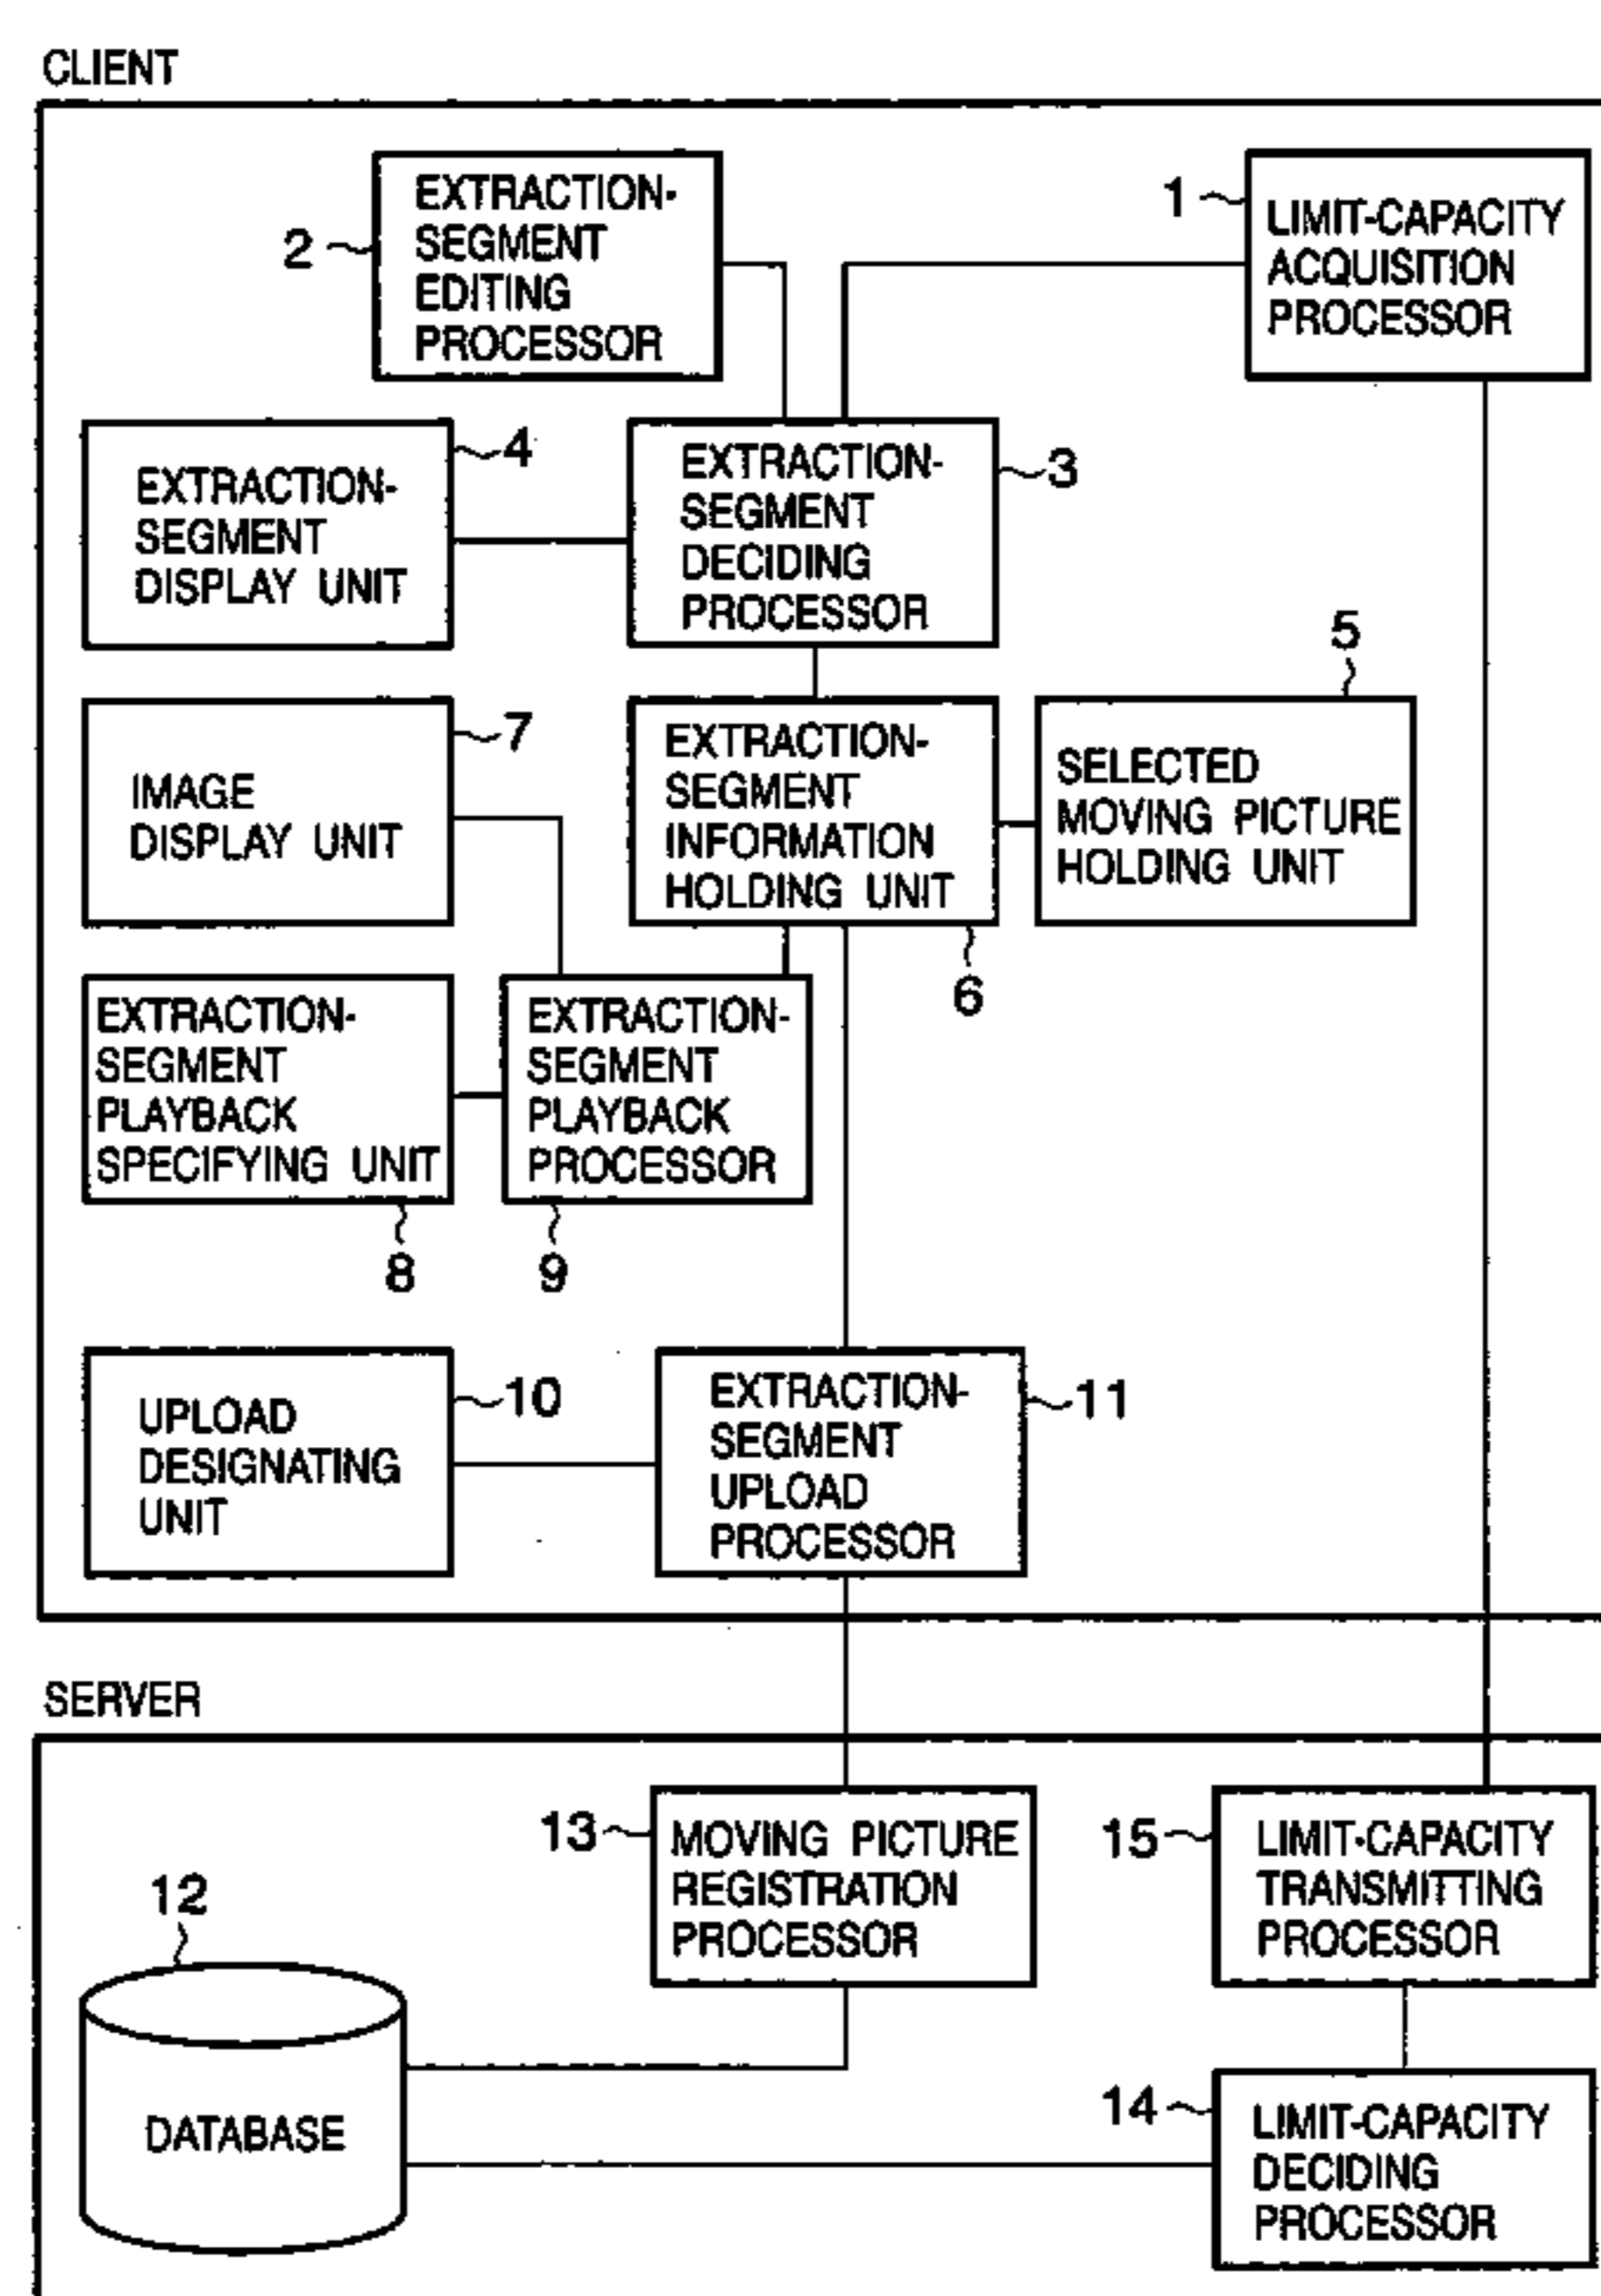 CLIENT
2
EXTRACTION-
SEGMENT
EDITING
PROCESSOR
1
LIMIT-CAPACITY
ACQUISITION
PROCESSOR
4
EXTRACTION-
SEGMENT
DISPLAY UNIT
3
EXTRACTION-
SEGMENT
DECIDING
PROCESSOR
5
7
IMAGE
DISPLAY UNIT
EXTRACTION-
SEGMENT
INFORMATION
HOLDING UNIT
6
SELECTED
MOVING PICTURE
HOLDING UNIT
EXTRACTION-
SEGMENT
PLAYBACK
SPECIFYING UNIT
8
EXTRACTION-
SEGMENT
PLAYBACK
PROCESSOR
9
UPLOAD
DESIGNATING
UNIT
10
EXTRACTION-
SEGMENT
UPLOAD
PROCESSOR
11
SERVER
13
MOVING PICTURE
REGISTRATION
PROCESSOR
15
LIMIT-CAPACITY
TRANSMITTING
PROCESSOR
12
DATABASE
14
LIMIT-CAPACITY
DECIDING
PROCESSOR